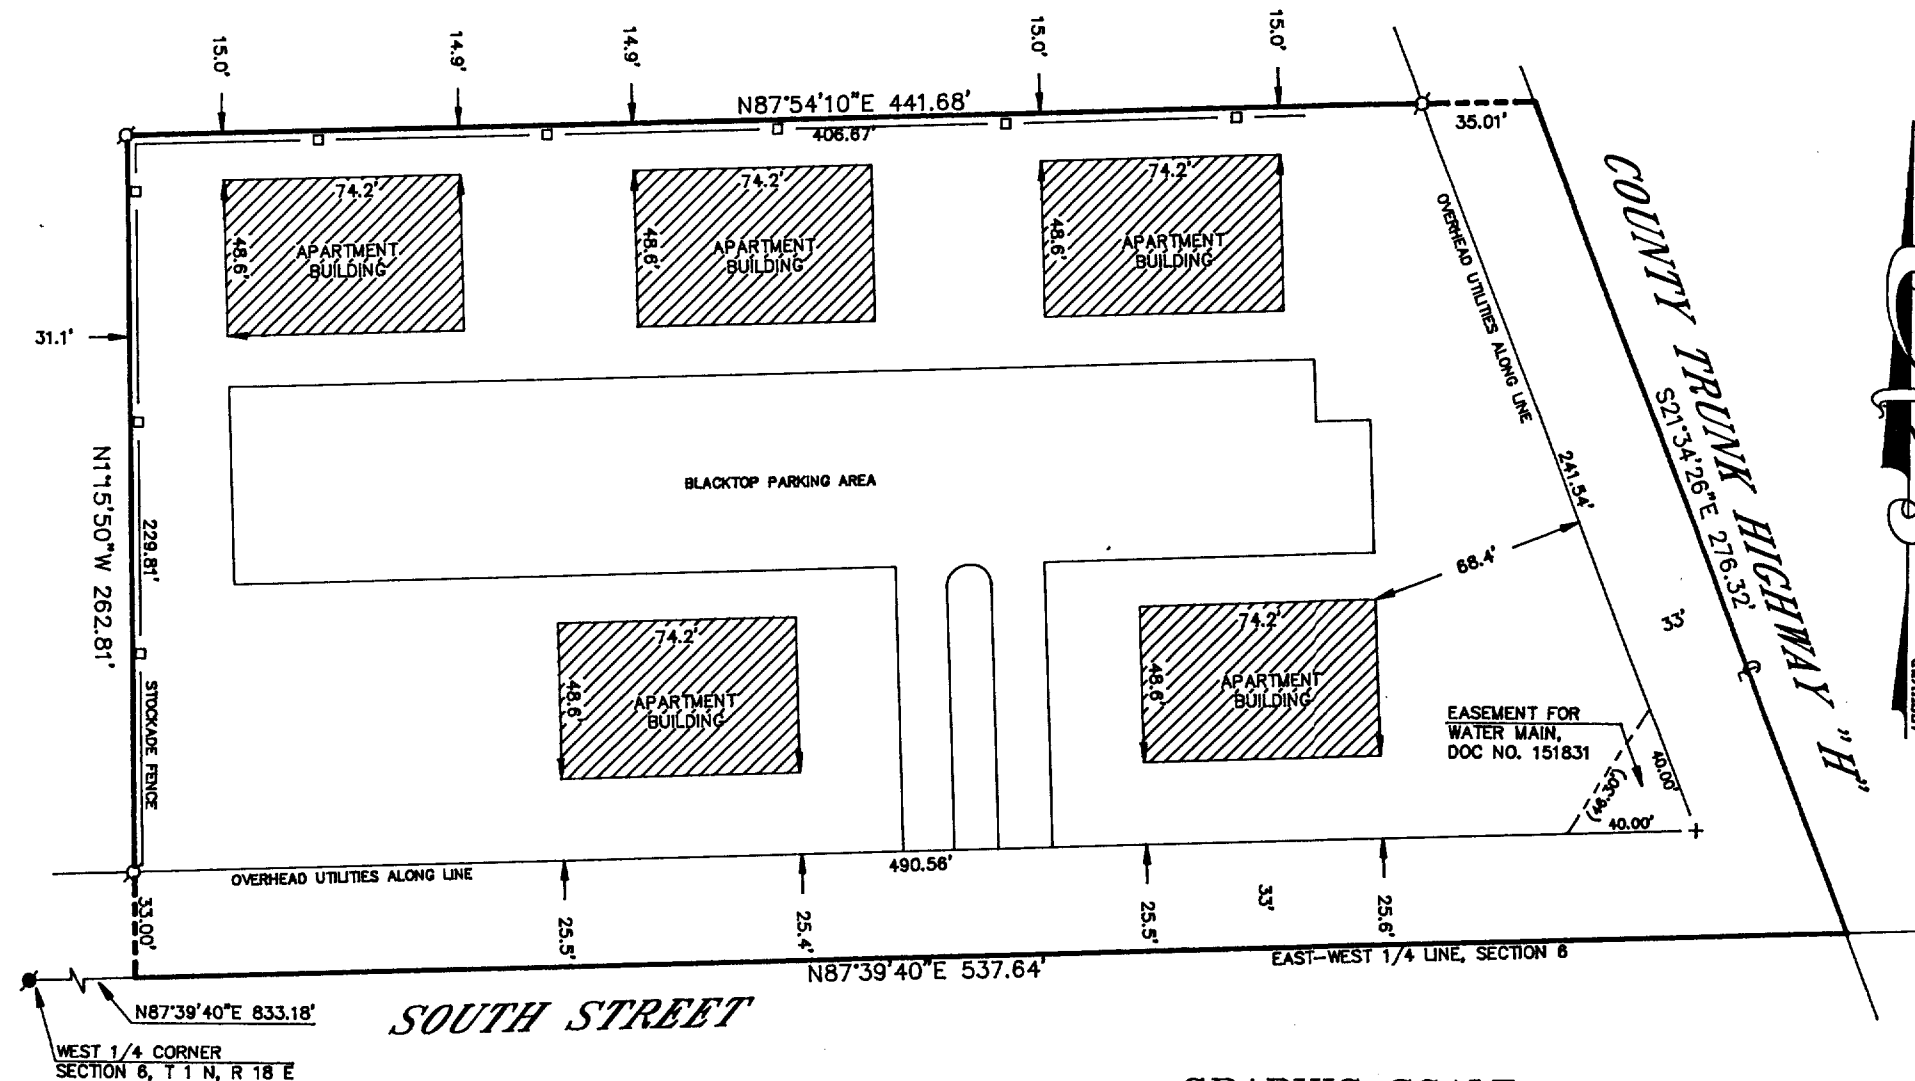 15.0'
14.9'
14.9'
15.0'
15.0'
N87°54'10"E 441.68'
406.67'
35.01'
74.2'
48.6'
APARTMENT
BUILDING
74.2'
48.6'
APARTMENT
BUILDING
74.2'
48.6'
APARTMENT
BUILDING
OVERHEAD UTILITIES ALONG LINE
COUNTY TRUNK HIGHWAY "H"
S21°34'26"E 276.32'
31.1'
N1°15'50"W 262.81'
229.81'
STOCKADE FENCE
BLACKTOP PARKING AREA
241.54'
68.4'
33'
74.2'
48.6'
APARTMENT
BUILDING
74.2'
48.6'
APARTMENT
BUILDING
EASEMENT FOR
WATER MAIN,
DOC NO. 151831
40.00'
(46.30')
40.00'
OVERHEAD UTILITIES ALONG LINE
490.56'
33.00'
25.5'
25.4'
25.5'
33'
25.6'
N87°39'40"E 537.64'
EAST-WEST 1/4 LINE, SECTION 6
N87°39'40"E 833.18'
SOUTH STREET
WEST 1/4 CORNER
SECTION 6, T 1 N, R 18 E